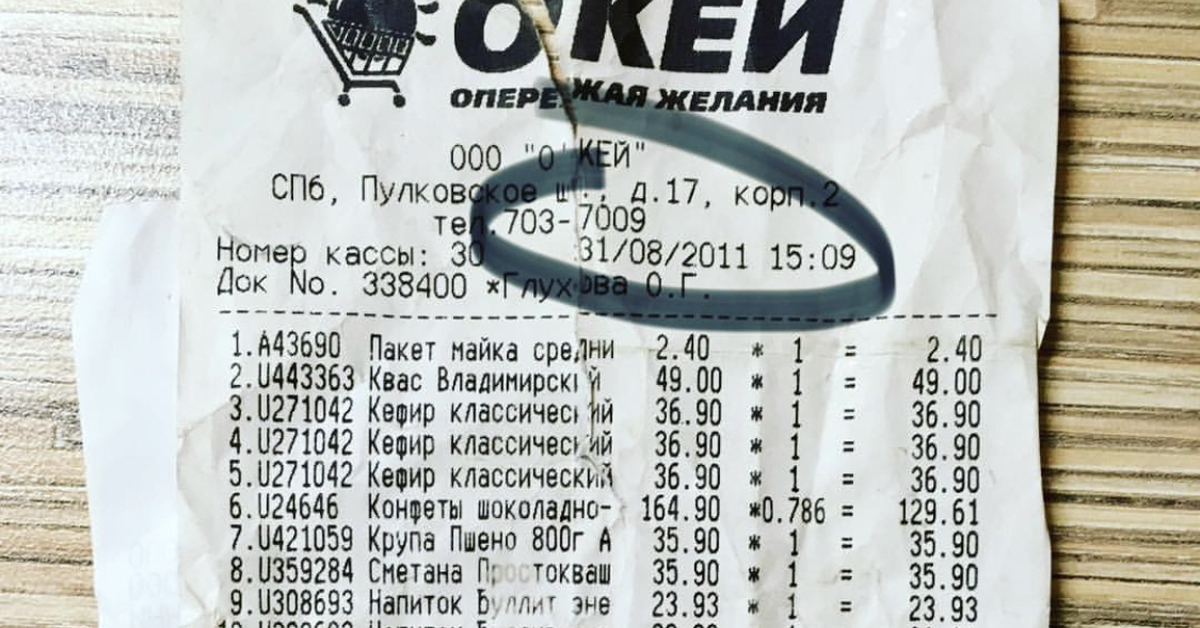 О'КЕЙ
ОПЕРЕЖАЯ ЖЕЛАНИЯ
ООО "О'КЕЙ"
СПб, Пулковское ш., д.17, корп.2
тел.703-7009
Номер кассы: 30 31/08/2011 15:09
Док No. 338400 *Глухова О.Г.
1.A43690 Пакет майка средни 2.40 * 1 = 2.40
2.U443363 Квас Владимирский 49.00 * 1 = 49.00
3.U271042 Кефир классический 36.90 * 1 = 36.90
4.U271042 Кефир классический 36.90 * 1 = 36.90
5.U271042 Кефир классический 36.90 * 1 = 36.90
6.U24646 Конфеты шоколадно- 164.90 *0.786 = 129.61
7.U421059 Крупа Пшено 800г А 35.90 * 1 = 35.90
8.U359284 Сметана Простокваш 35.90 * 1 = 35.90
9.U308693 Напиток Буллит эне 23.93 * 1 = 23.93